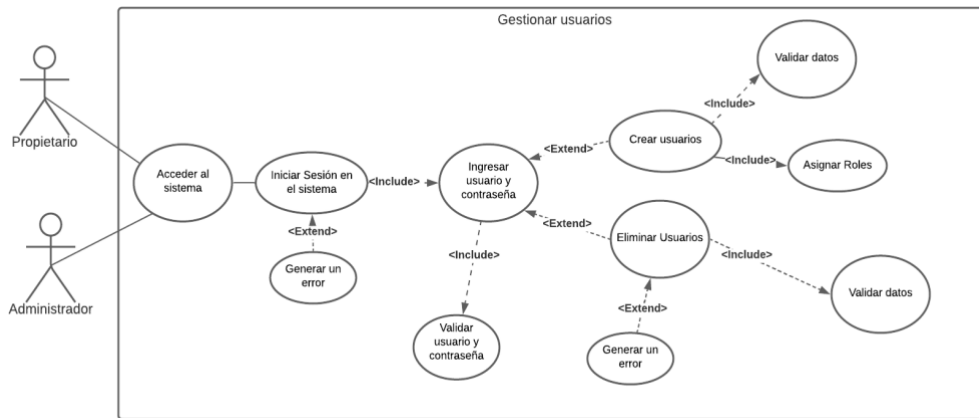 Gestionar usuarios
Propietario
Administrador
Acceder al
sistema
Iniciar Sesión en
el sistema
<Extend>
Generar un
error
<Include>
Ingresar
usuario y
contraseña
<Include>
Validar
usuario y
contraseña
<Extend>
Crear usuarios
<Include>
Validar datos
<Include>
Asignar Roles
<Extend>
Eliminar Usuarios
<Include>
Validar datos
<Extend>
Generar un
error